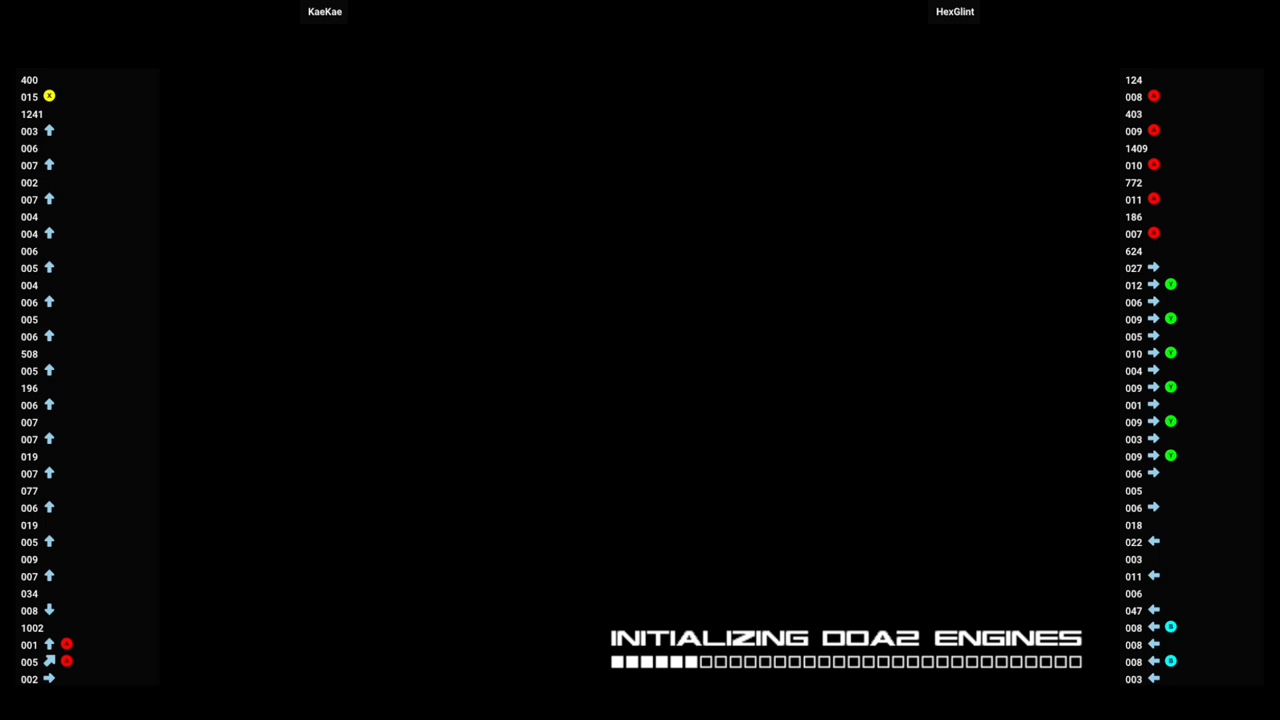 KaeKae
HexGlint
400
015 X
1241
003
006
007
002
007
004
004
006
005
004
006
005
006
508
005
196
006
007
007
019
007
077
006
019
005
009
007
034
008
1002
001 A
005 A
002
124
008 A
403
009 A
1409
010 A
772
011 A
186
007 A
624
027
012 Y
006
009 Y
005
010 Y
004
009 Y
001
009 Y
003
009 Y
006
005
006
018
022
003
011
006
047
008 B
008
008 B
003
INITIALIZING DOA2 ENGINES